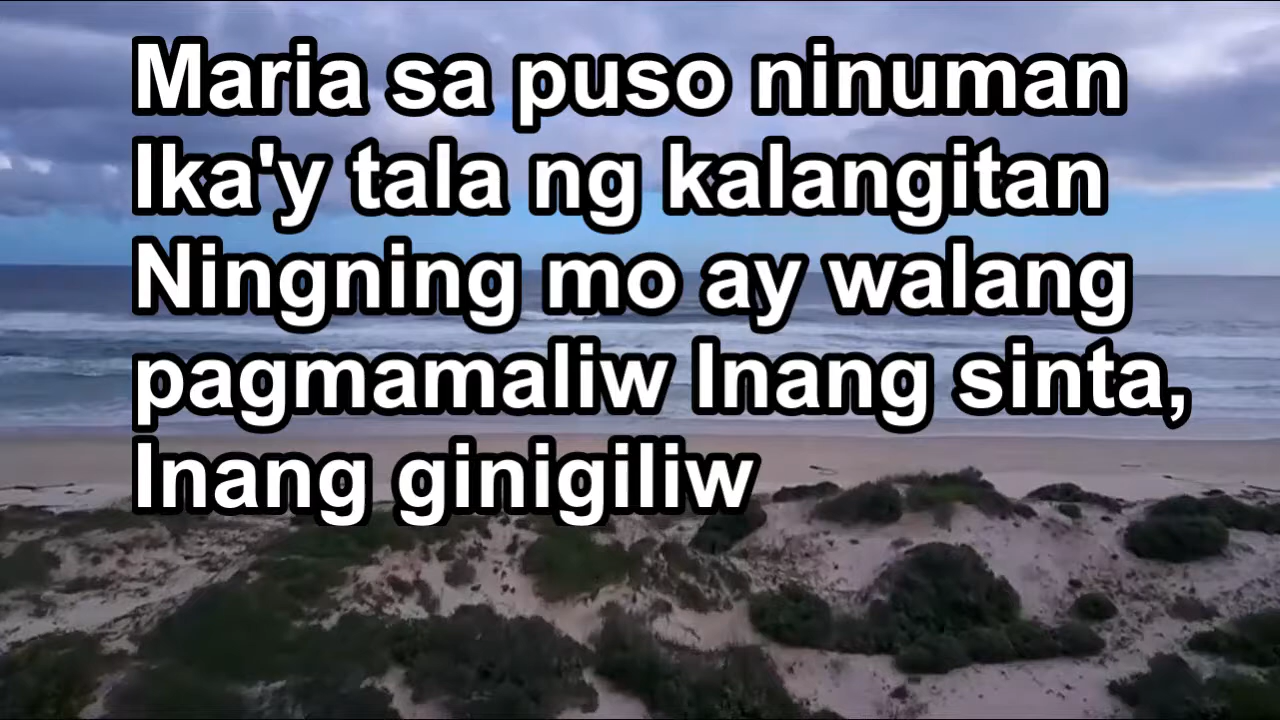 Maria sa puso ninuman
Ika'y tala ng kalangitan
Ningning mo ay walang
pagmamaliw Inang sinta,
Inang ginigiliw